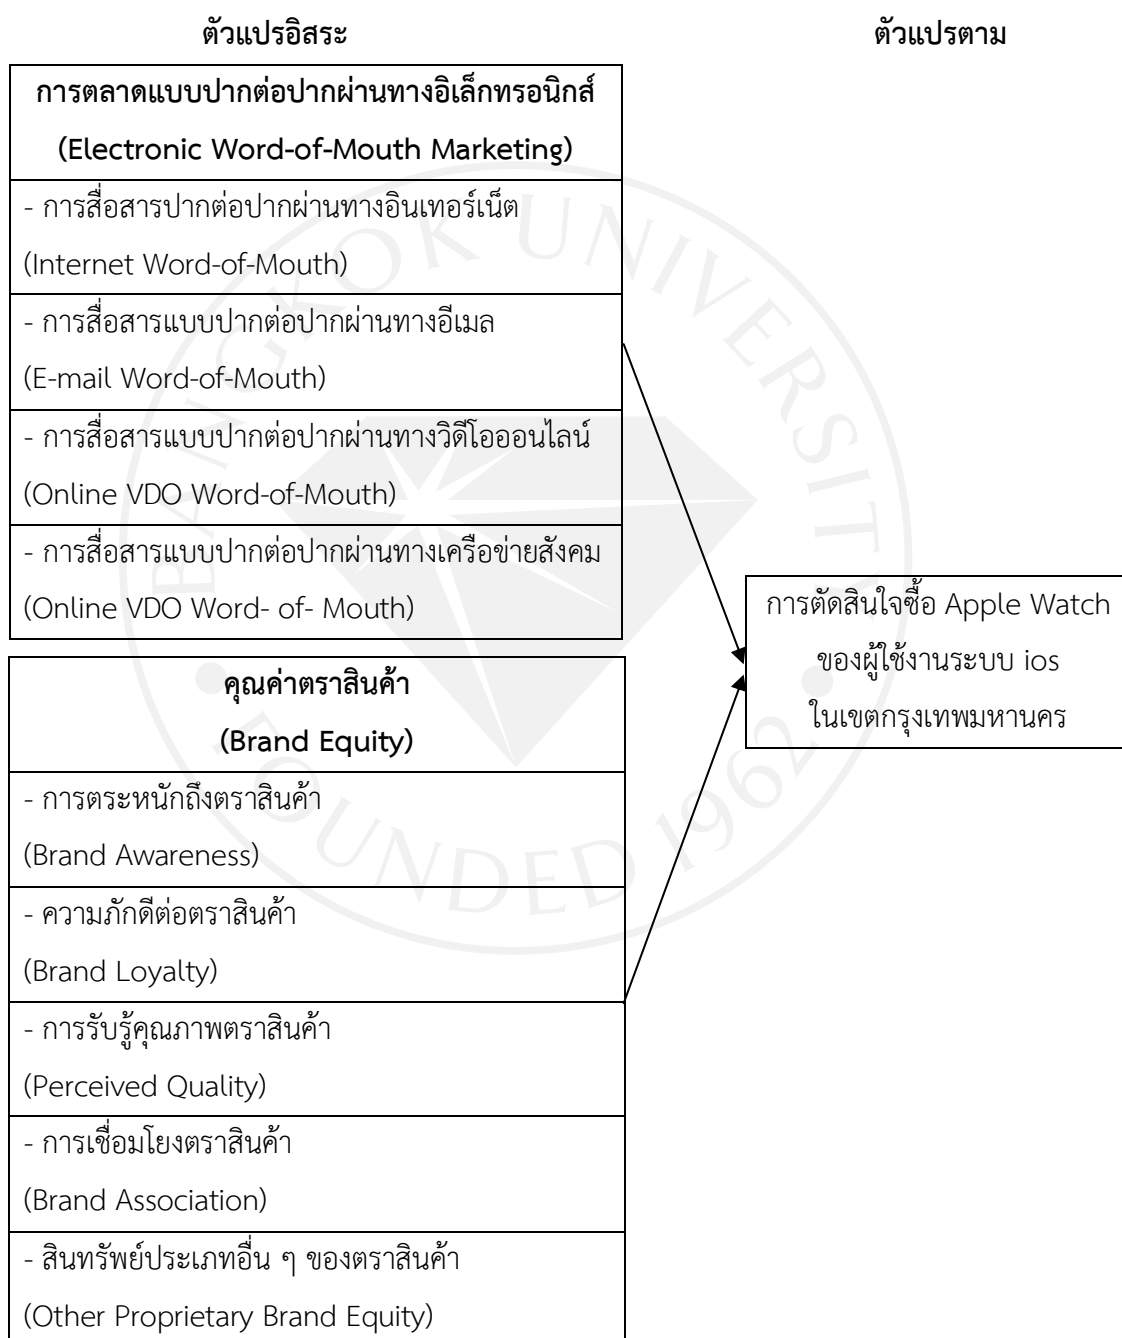 ตัวแปรอิสระ
ตัวแปรตาม
การตลาดแบบปากต่อปากผ่านทางอิเล็กทรอนิกส์
(Electronic Word-of-Mouth Marketing)
- การสื่อสารปากต่อปากผ่านทางอินเทอร์เน็ต
(Internet Word-of-Mouth)
- การสื่อสารแบบปากต่อปากผ่านทางอีเมล
(E-mail Word-of-Mouth)
- การสื่อสารแบบปากต่อปากผ่านทางวิดีโอออนไลน์
(Online VDO Word-of-Mouth)
- การสื่อสารแบบปากต่อปากผ่านทางเครือข่ายสังคม
(Online VDO Word- of- Mouth)
คุณค่าตราสินค้า
(Brand Equity)
- การตระหนักถึงตราสินค้า
(Brand Awareness)
- ความภักดีต่อตราสินค้า
(Brand Loyalty)
- การรับรู้คุณภาพตราสินค้า
(Perceived Quality)
- การเชื่อมโยงตราสินค้า
(Brand Association)
- สินทรัพย์ประเภทอื่น ๆ ของตราสินค้า
(Other Proprietary Brand Equity)
การตัดสินใจซื้อ Apple Watch
ของผู้ใช้งานระบบ ios
ในเขตกรุงเทพมหานคร
BANGKOK UNIVERSITY
FOUNDED 1962